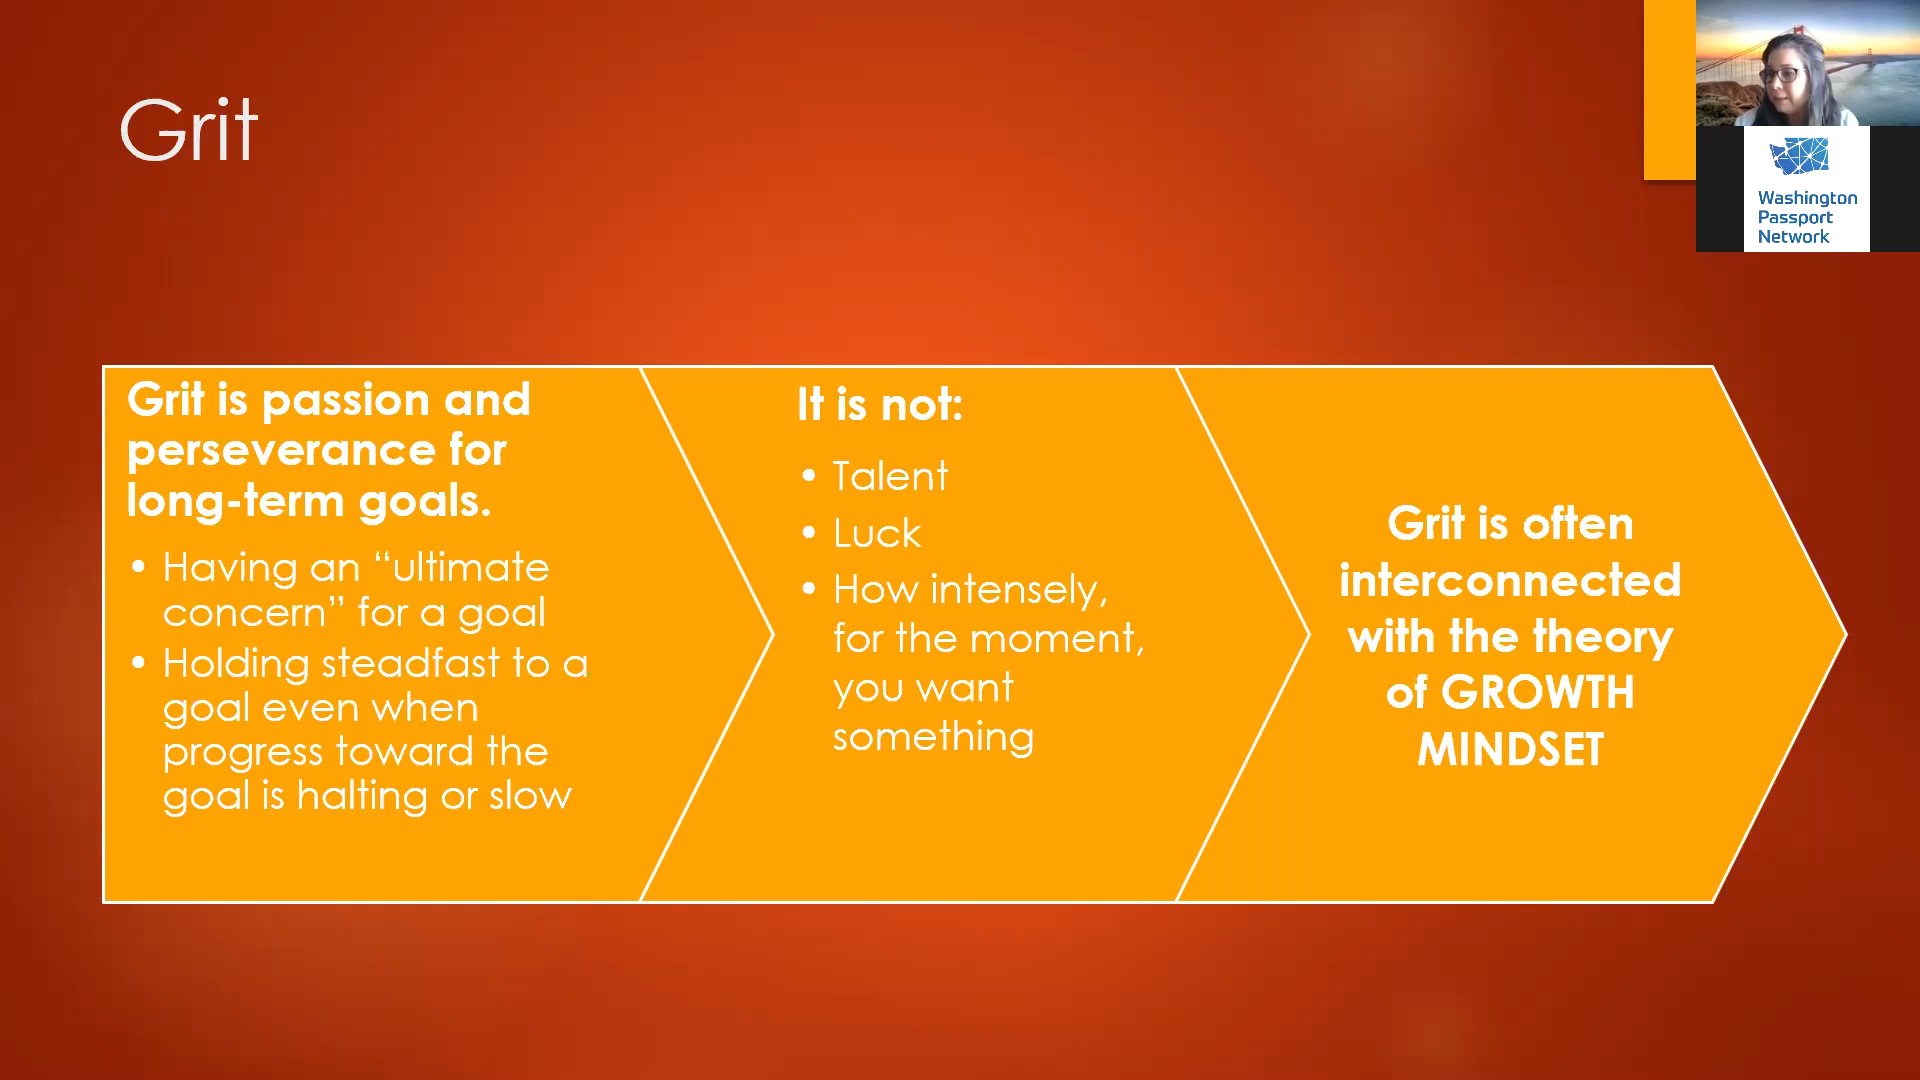 Grit
Grit is passion and
perseverance for
long-term goals.
• Having an “ultimate
concern” for a goal
• Holding steadfast to a
goal even when
progress toward the
goal is halting or slow
It is not:
• Talent
• Luck
• How intensely,
for the moment,
you want
something
Grit is often
interconnected
with the theory
of GROWTH
MINDSET
Washington
Passport
Network